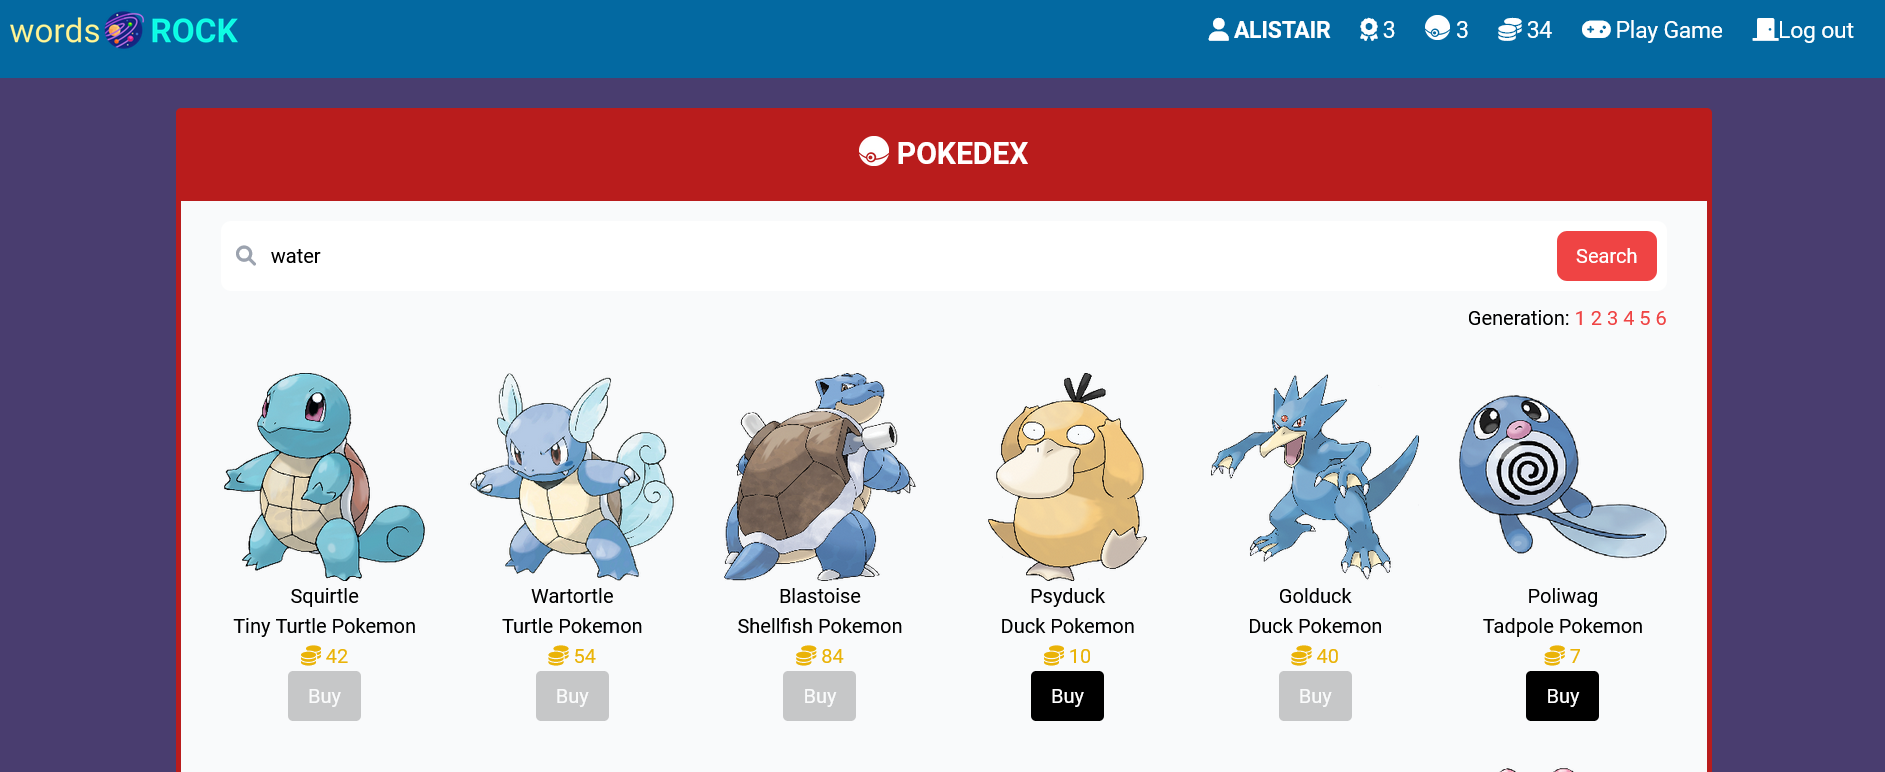 words ROCK ALISTAIR 3 3 34 Play Game Log out
POKEDEX
water Search
Generation: 1 2 3 4 5 6
Squirtle Wartortle Blastoise Psyduck Golduck Poliwag
Tiny Turtle Pokemon Turtle Pokemon Shellfish Pokemon Duck Pokemon Duck Pokemon Tadpole Pokemon
42 54 84 10 40 7
Buy Buy Buy Buy Buy Buy